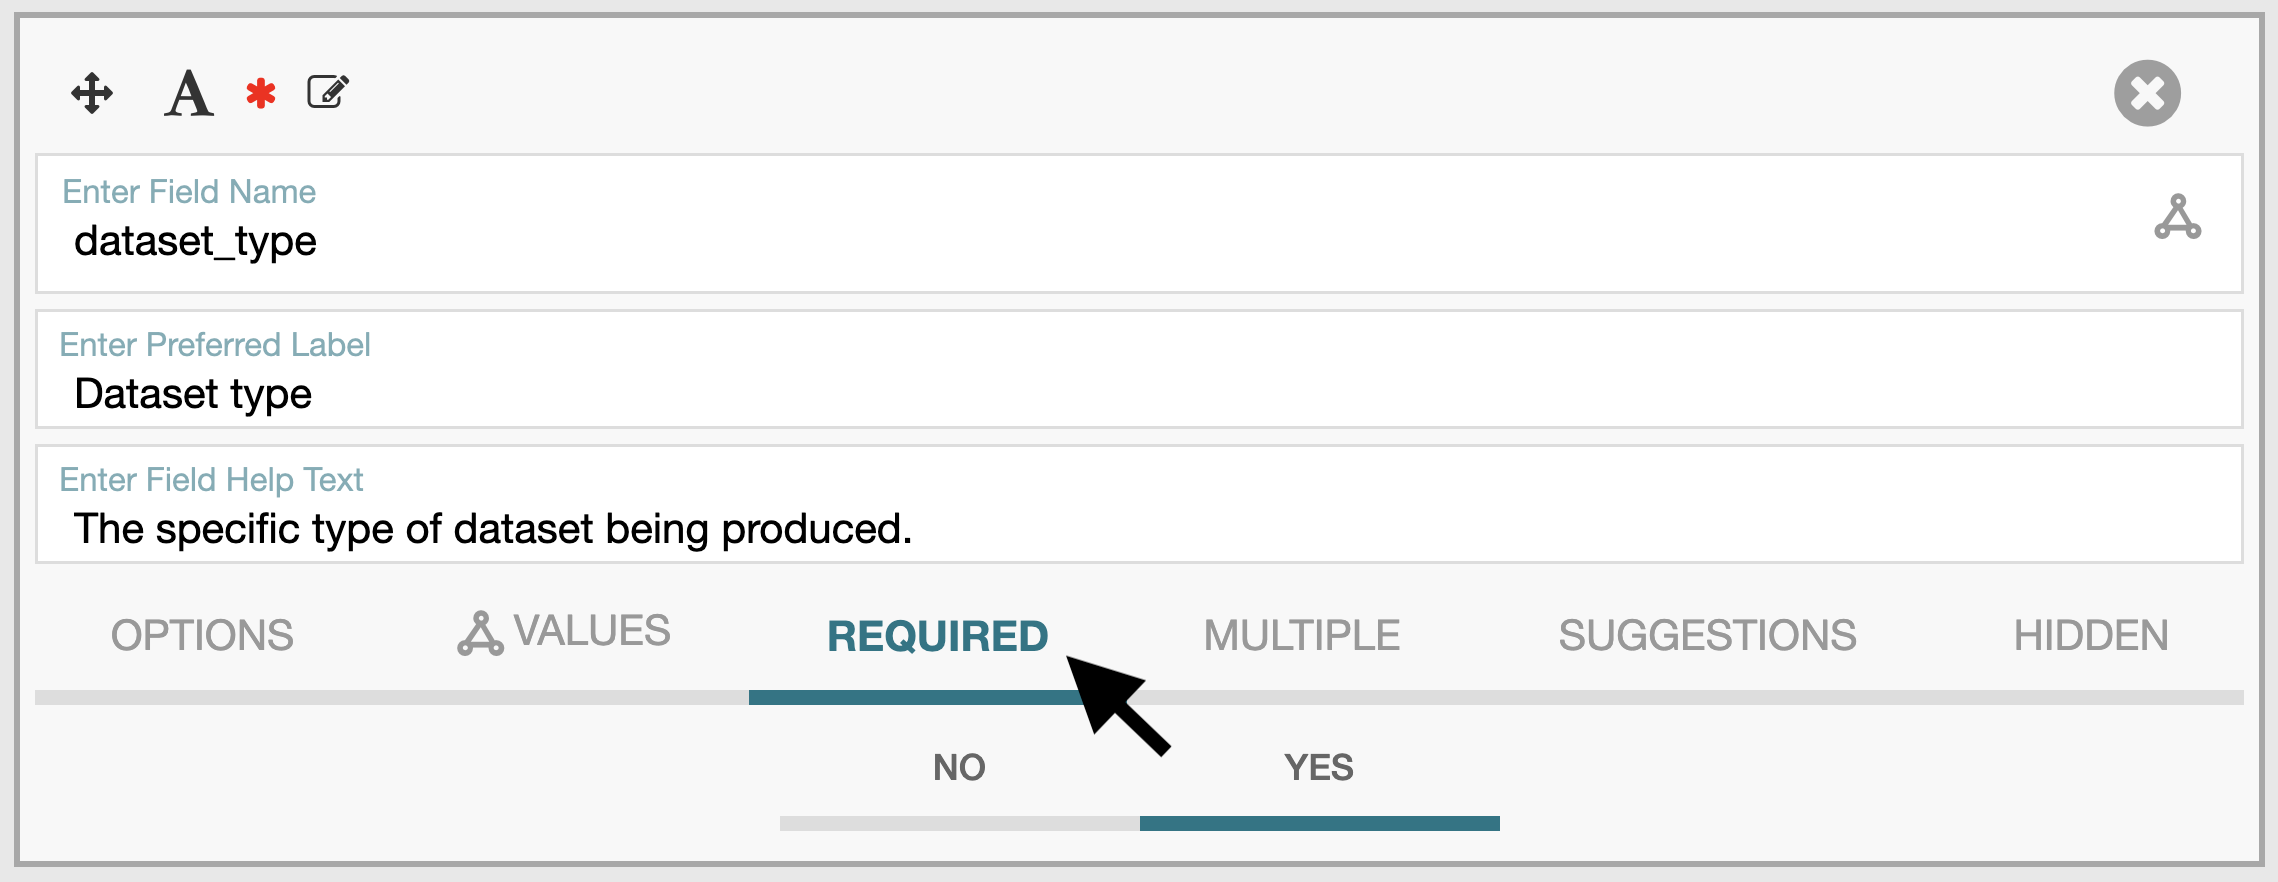 A *
Enter Field Name
dataset_type
Enter Preferred Label
Dataset type
Enter Field Help Text
The specific type of dataset being produced.
OPTIONS VALUES REQUIRED MULTIPLE SUGGESTIONS HIDDEN
NO YES